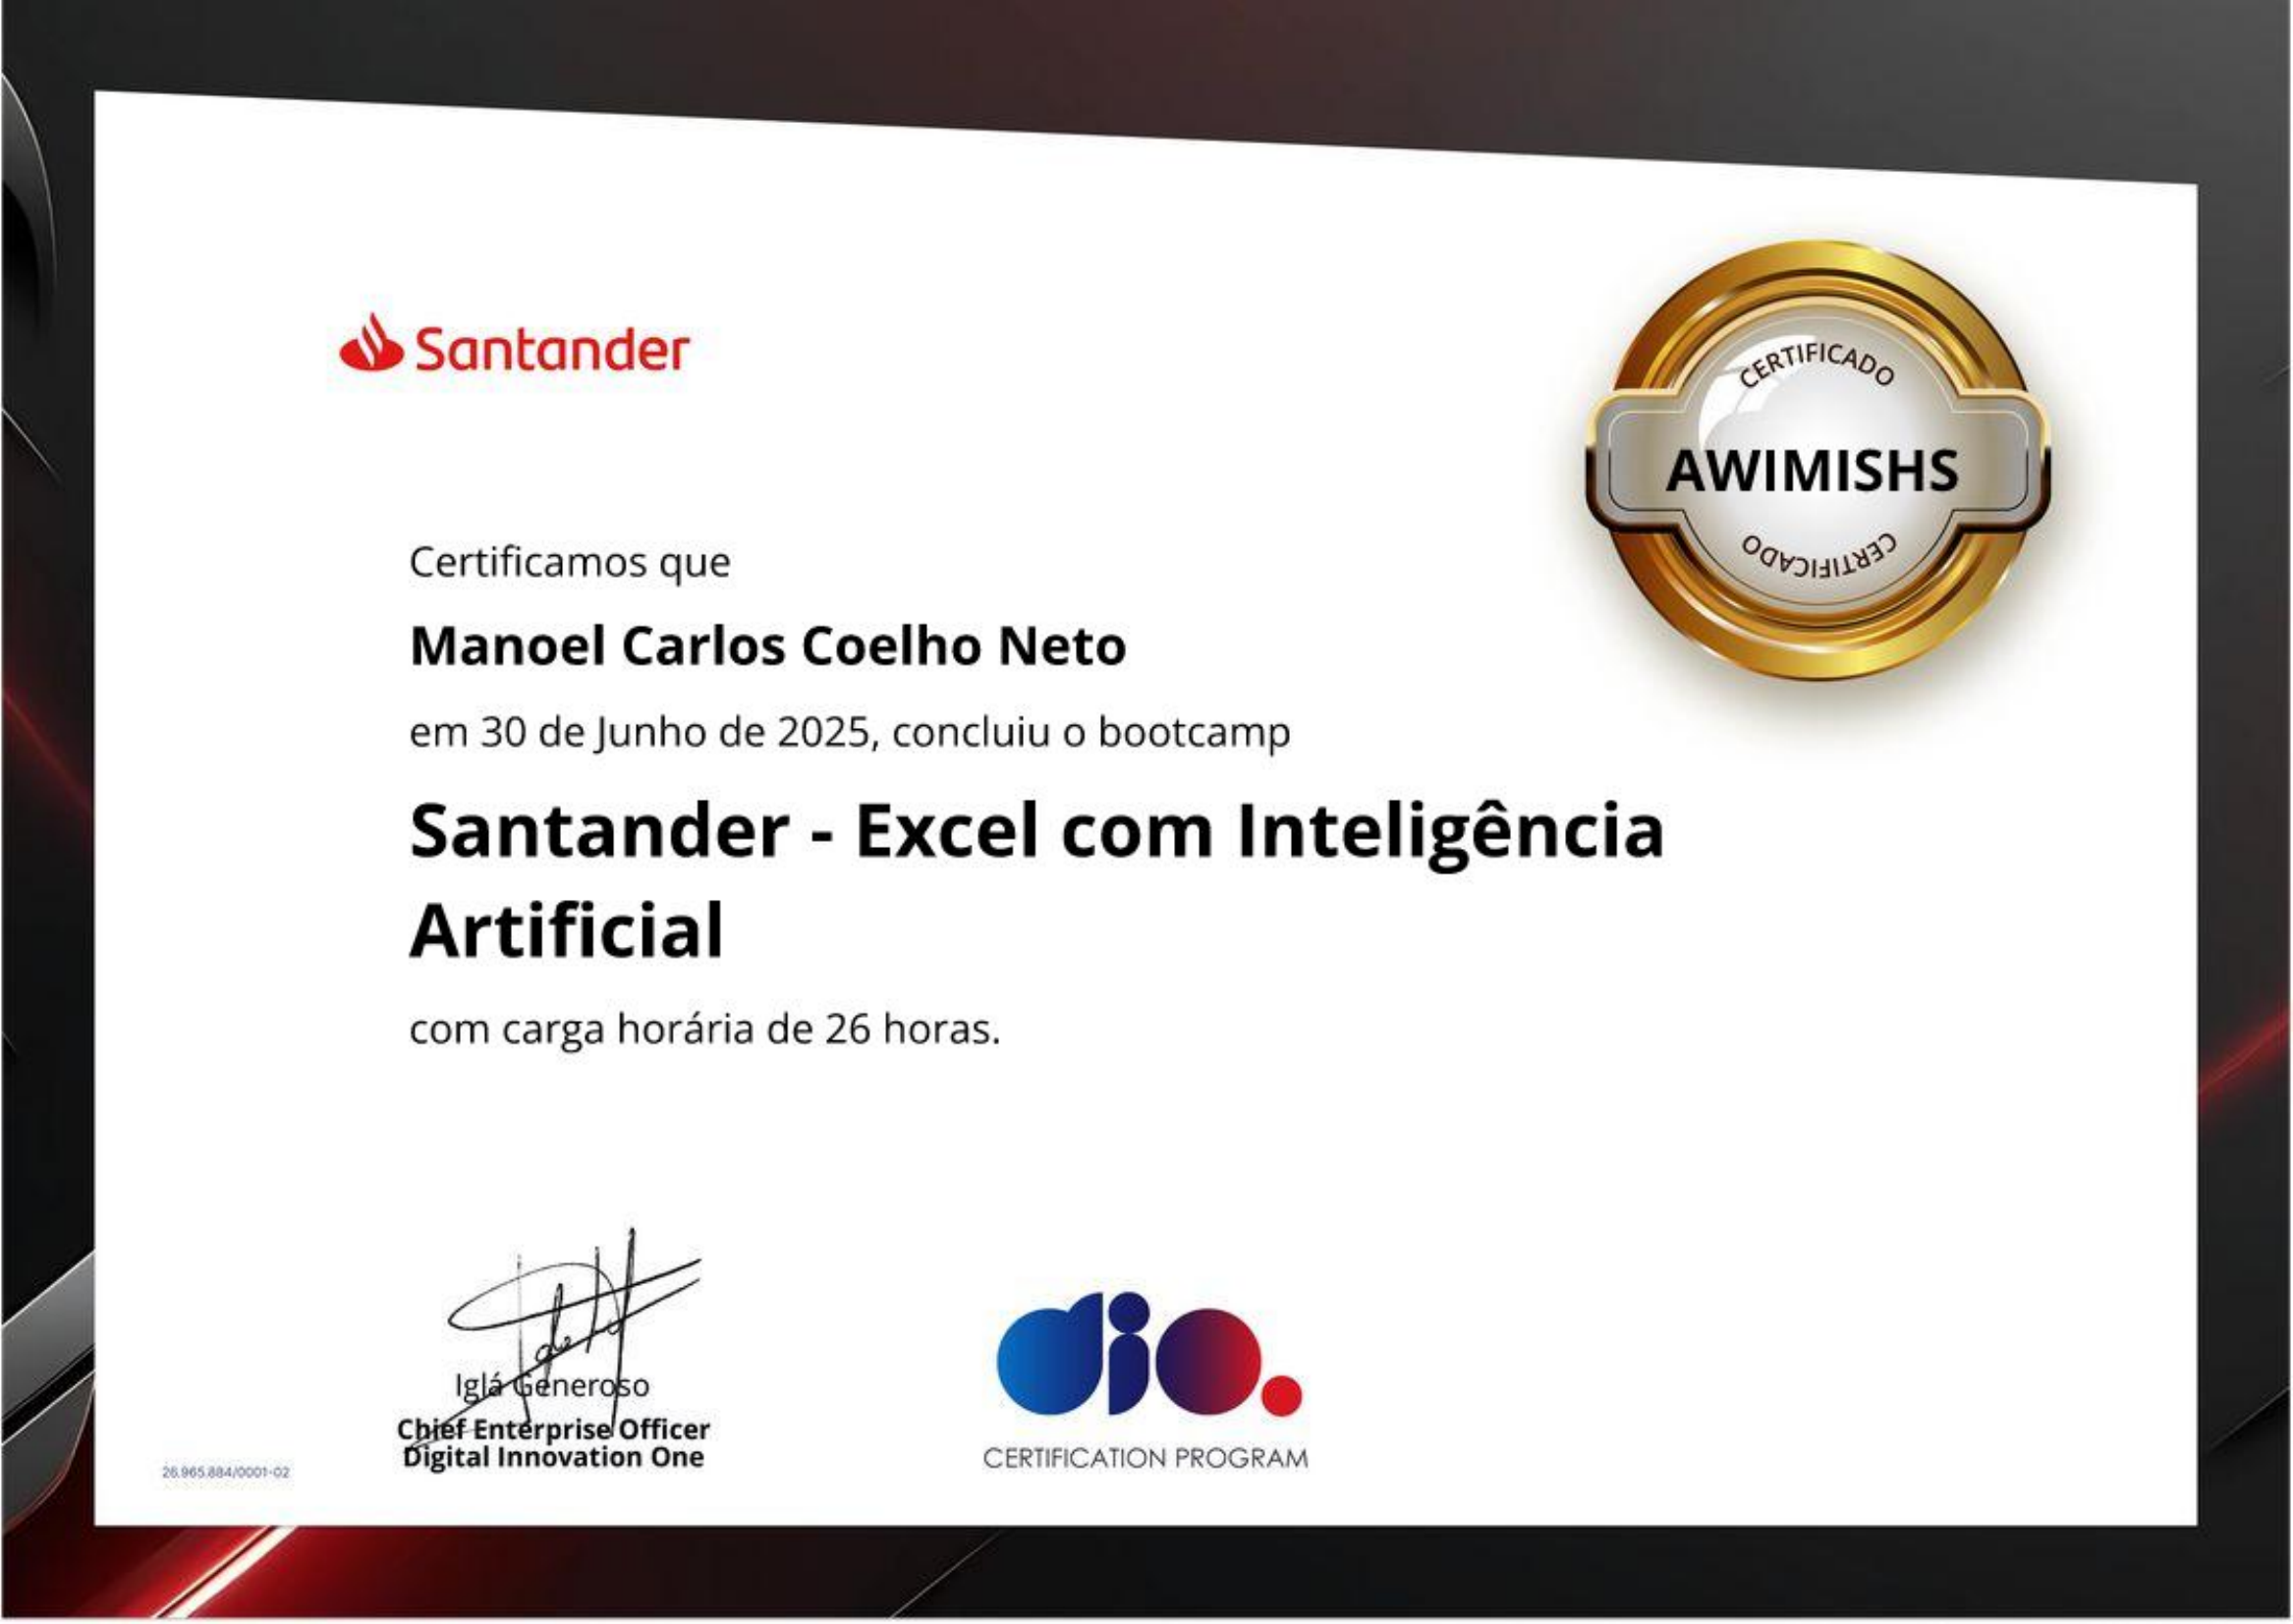 Santander
CERTIFICADO
AWIMISHS
CERTIFICADO
Certificamos que
Manoel Carlos Coelho Neto
em 30 de Junho de 2025, concluiu o bootcamp
Santander - Excel com Inteligência
Artificial
com carga horária de 26 horas.
Iglá Generoso
Chief Enterprise Officer
Digital Innovation One
dio.
CERTIFICATION PROGRAM
26.965.884/0001-02